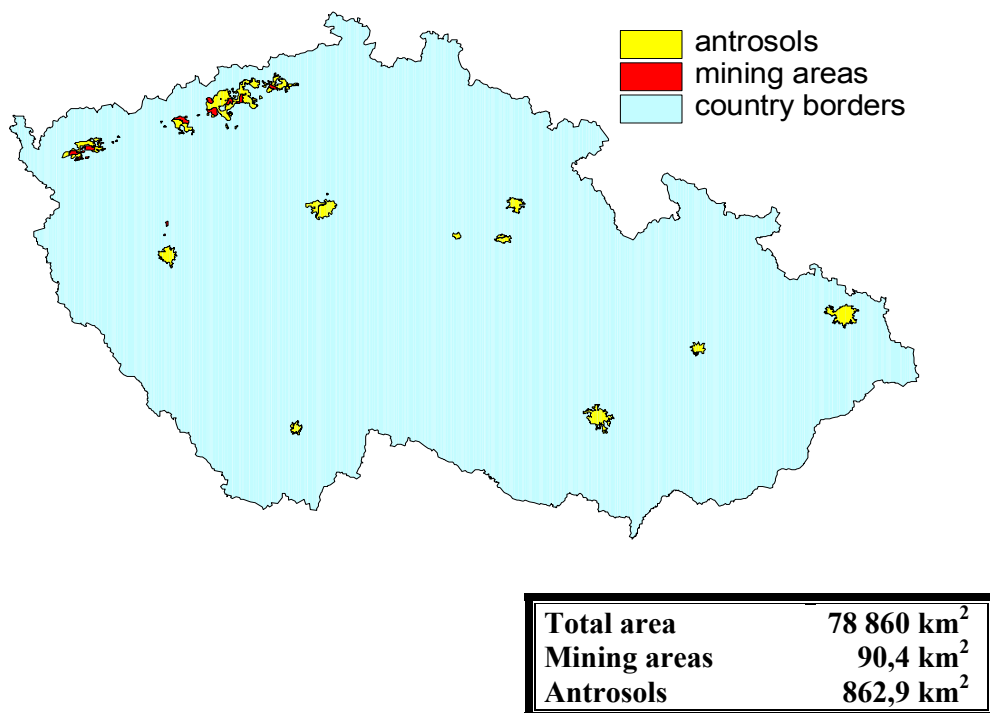 antrosols
mining areas
country borders
Total area 78 860 km²
Mining areas 90,4 km²
Antrosols 862,9 km²